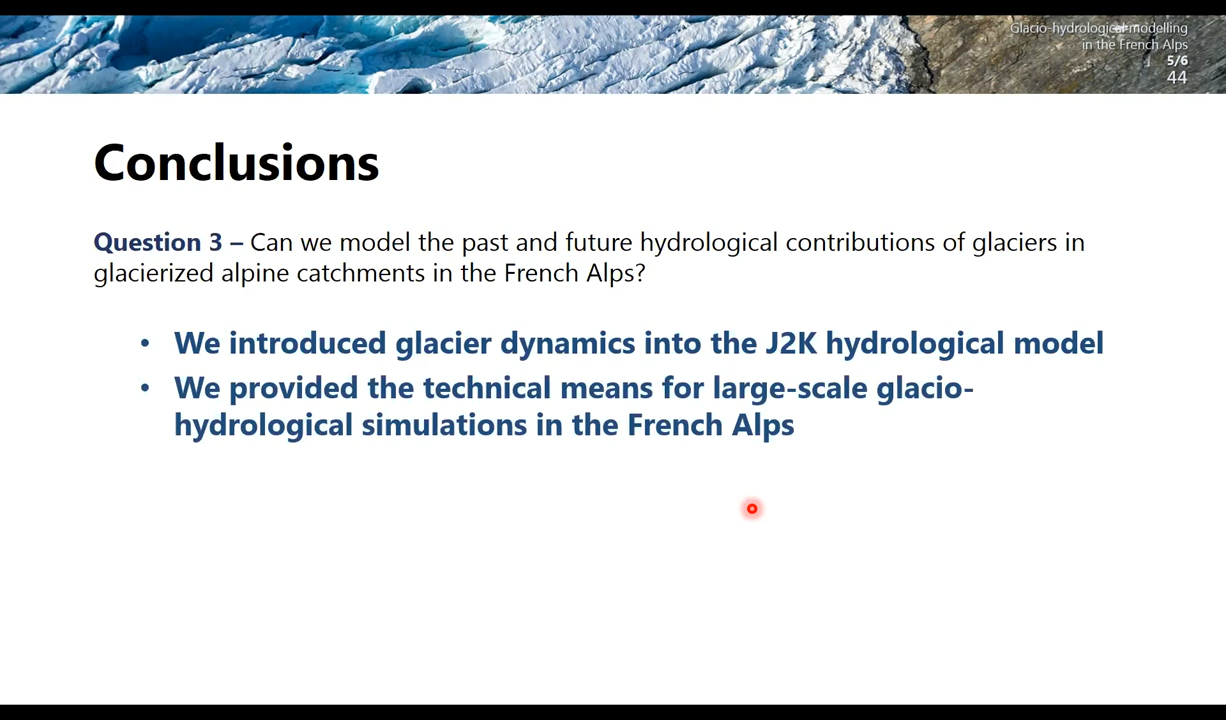 Glacio-hydrological modelling
in the French Alps
5/6
44
Conclusions
Question 3 – Can we model the past and future hydrological contributions of glaciers in
glacierized alpine catchments in the French Alps?
• We introduced glacier dynamics into the J2K hydrological model
• We provided the technical means for large-scale glacio-
hydrological simulations in the French Alps